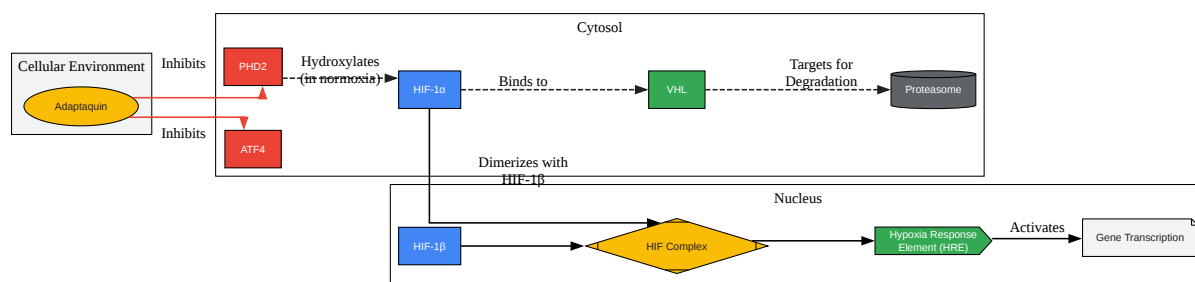 Cytosol
Cellular Environment
Adaptaquin
Inhibits
Inhibits
PHD2
ATF4
Hydroxylates
(in normoxia)
HIF-1α
Binds to
VHL
Targets for
Degradation
Proteasome
Dimerizes with
HIF-1β
Nucleus
HIF-1β
HIF Complex
Hypoxia Response
Element (HRE)
Activates
Gene Transcription